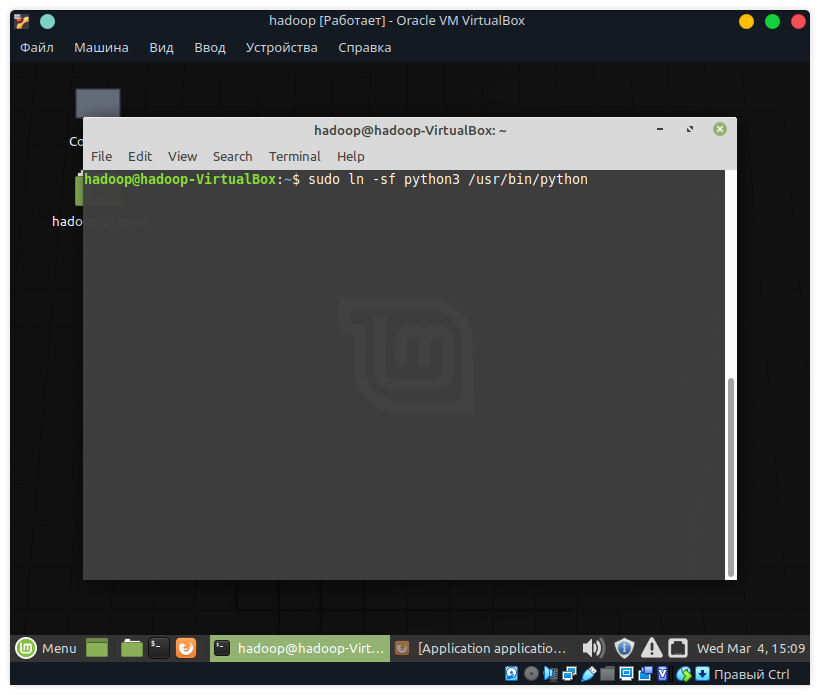 hadoop [Работает] - Oracle VM VirtualBox
Файл Машина Вид Ввод Устройства Справка
Co
hadoop's Home
hadoop@hadoop-VirtualBox: ~
File Edit View Search Terminal Help
hadoop@hadoop-VirtualBox:~$ sudo ln -sf python3 /usr/bin/python
Menu hadoop@hadoop-Virt... [Application applicatio... Wed Mar 4, 15:09
Правый Ctrl